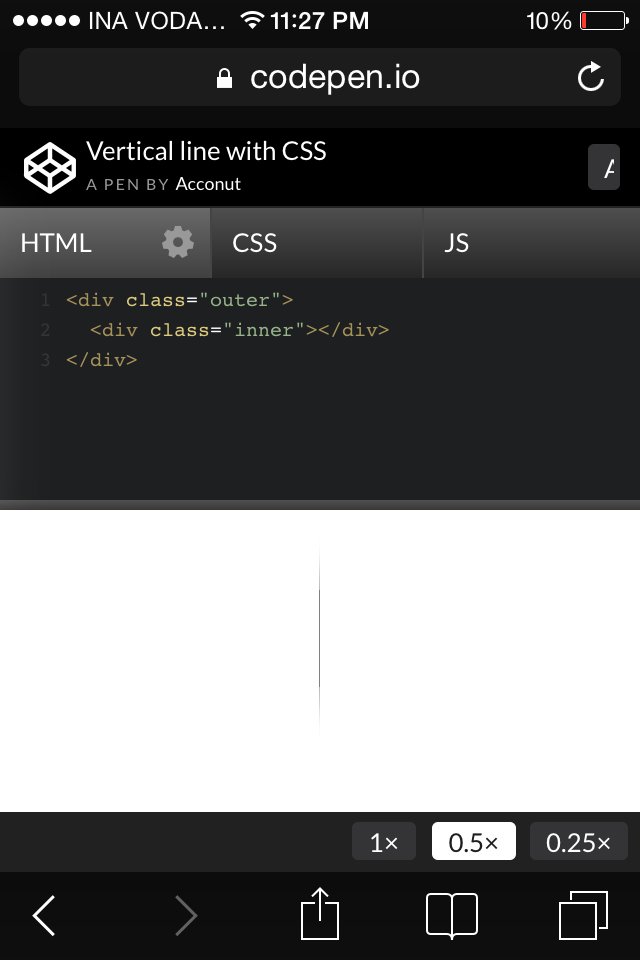 INA VODA... 11:27 PM 10%
codepen.io
Vertical line with CSS
A PEN BY Acconut
A
HTML CSS JS
1 <div class="outer">
2   <div class="inner"></div>
3 </div>
1× 0.5× 0.25×